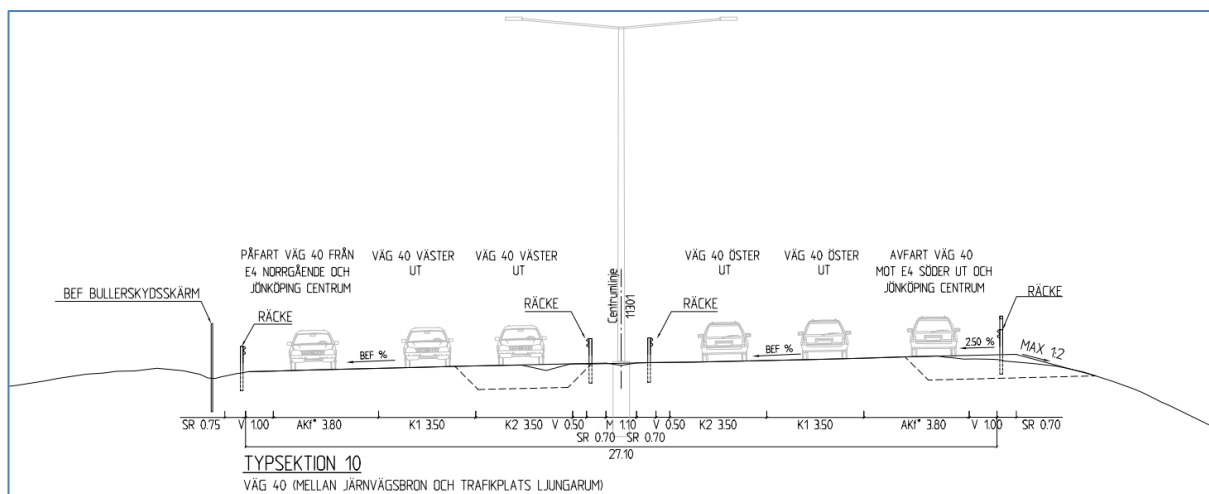 PÅFART VÄG 40 FRÅN
E4 NORRGÅENDE OCH
JÖNKÖPING CENTRUM
VÄG 40 VÄSTER
UT
VÄG 40 VÄSTER
UT
Centrumlinje
11301
VÄG 40 ÖSTER
UT
VÄG 40 ÖSTER
UT
AVFART VÄG 40
MOT E4 SÖDER UT OCH
JÖNKÖPING CENTRUM
BEF BULLERSKYDSSKÄRM
RÄCKE
RÄCKE
RÄCKE
RÄCKE
BEF %
BEF %
2.50 %
MAX 1:2
SR 0.75 V 1.00 AKf* 3.80 K1 3.50 K2 3.50 V 0.50 M 1.10 V 0.50 K2 3.50 K1 3.50 AKf* 3.80 V 1.00 SR 0.70
SR 0.70 SR 0.70
27.10
TYPSEKTION 10
VÄG 40 (MELLAN JÄRNVÄGSBRON OCH TRAFIKPLATS LJUNGARUM)